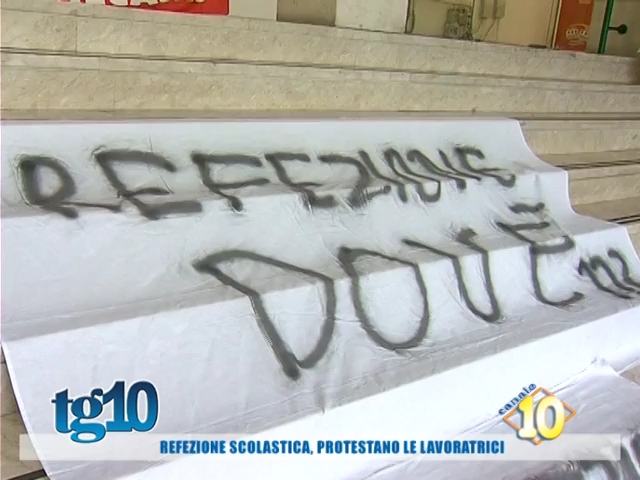 REFEZIONE
DOVÈ
tg10
canale
10
REFEZIONE SCOLASTICA, PROTESTANO LE LAVORATRICI